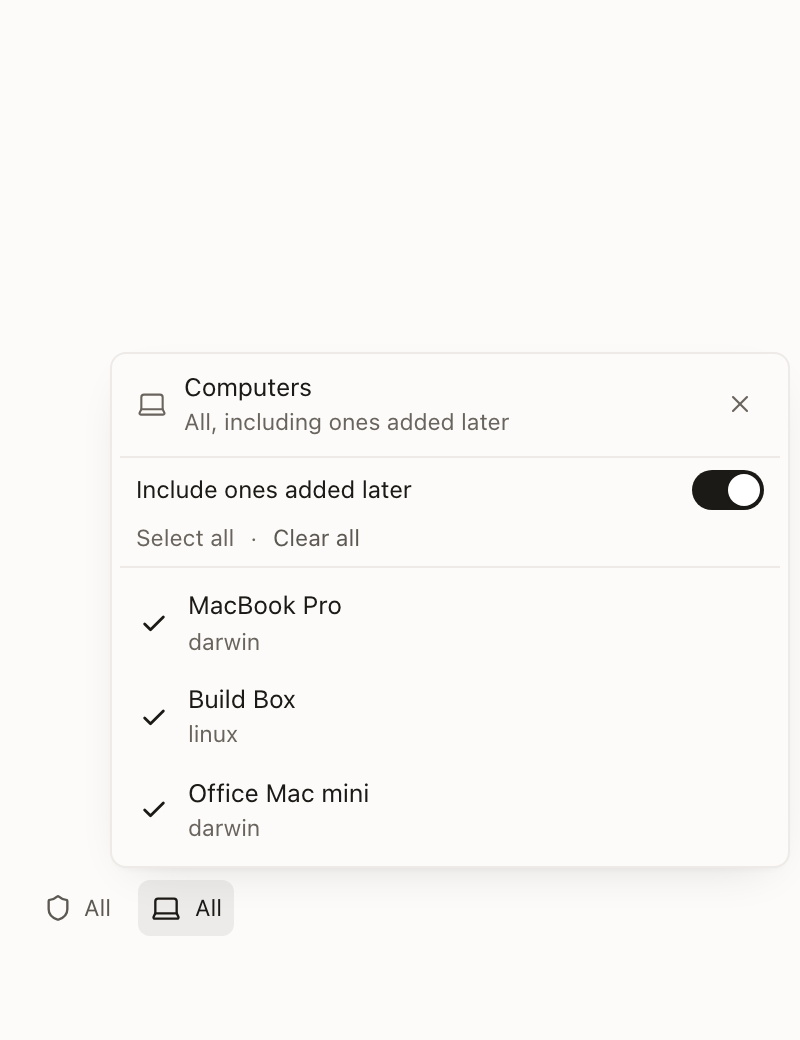 Computers
All, including ones added later
Include ones added later
Select all · Clear all
MacBook Pro
darwin
Build Box
linux
Office Mac mini
darwin
All All